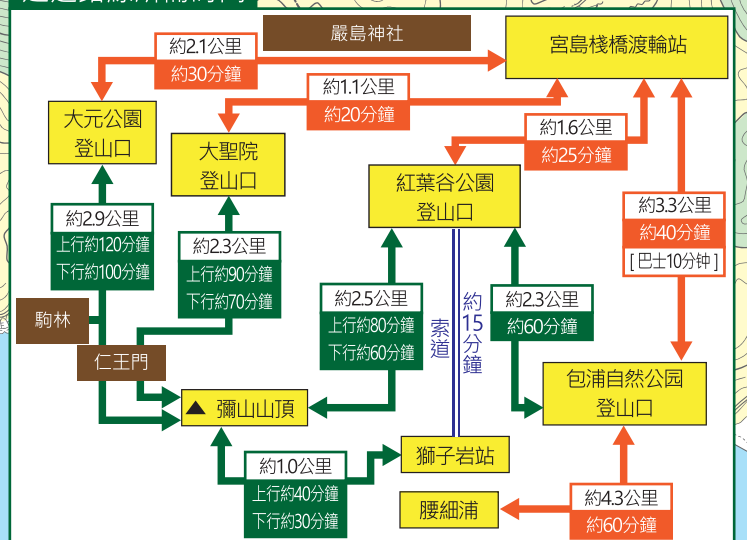 嚴島神社
宮島棧橋渡輪站
約2.1公里
約30分鐘
約1.1公里
約20分鐘
大元公園
登山口
大聖院
登山口
約1.6公里
約25分鐘
紅葉谷公園
登山口
約3.3公里
約40分鐘
[ 巴士10分钟 ]
約2.9公里
上行約120分鐘
下行約100分鐘
約2.3公里
上行約90分鐘
下行約70分鐘
約2.5公里
上行約80分鐘
下行約60分鐘
索道
約15分鐘
約2.3公里
約60分鐘
駒林
仁王門
包浦自然公园
登山口
▲ 彌山山頂
獅子岩站
約1.0公里
上行約40分鐘
下行約30分鐘
腰細浦
約4.3公里
約60分鐘